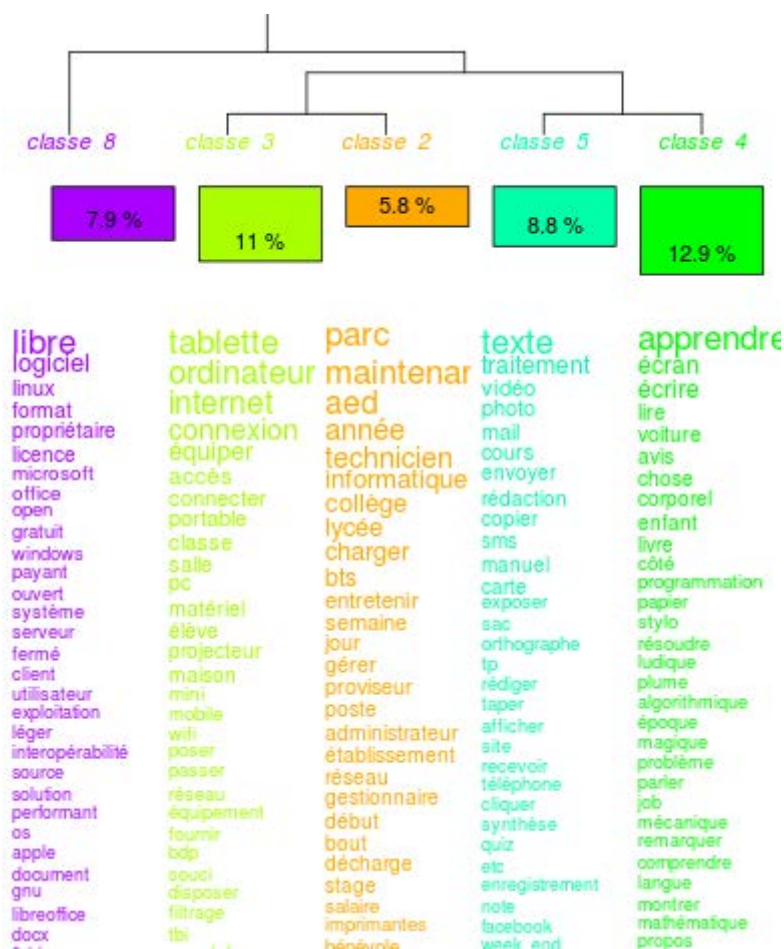 classe 8
classe 3
classe 2
classe 5
classe 4
7.9 %
11 %
5.8 %
8.8 %
12.9 %
libre
logiciel
linux
format
propriétaire
licence
microsoft
office
open
gratuit
windows
payant
ouvert
système
serveur
fermé
client
utilisateur
exploitation
léger
interopérabilité
source
solution
performant
os
apple
document
gnu
libreoffice
docx
tablette
ordinateur
internet
connexion
équiper
accès
connecter
portable
classe
salle
pc
matériel
élève
projecteur
maison
mini
mobile
wifi
poser
passer
réseau
équipement
fournir
bdp
souci
disposer
filtrage
tbi
parc
maintenar
aed
année
technicien
informatique
collège
lycée
charger
bts
entretenir
semaine
jour
gérer
proviseur
poste
administrateur
établissement
réseau
gestionnaire
début
bout
décharge
stage
salaire
imprimantes
bénévole
texte
traitement
vidéo
photo
mail
cours
envoyer
rédaction
copier
sms
manuel
carte
exposer
sac
orthographe
tp
rédiger
taper
afficher
site
recevoir
téléphone
cliquer
synthèse
quiz
etc
enregistrement
note
facebook
week_end
apprendre
écran
écrire
lire
voiture
avis
chose
corporel
enfant
livre
côté
programmation
papier
stylo
résoudre
ludique
plume
algorithmique
époque
magique
problème
parler
job
mécanique
remarquer
comprendre
langue
montrer
mathématique
propos